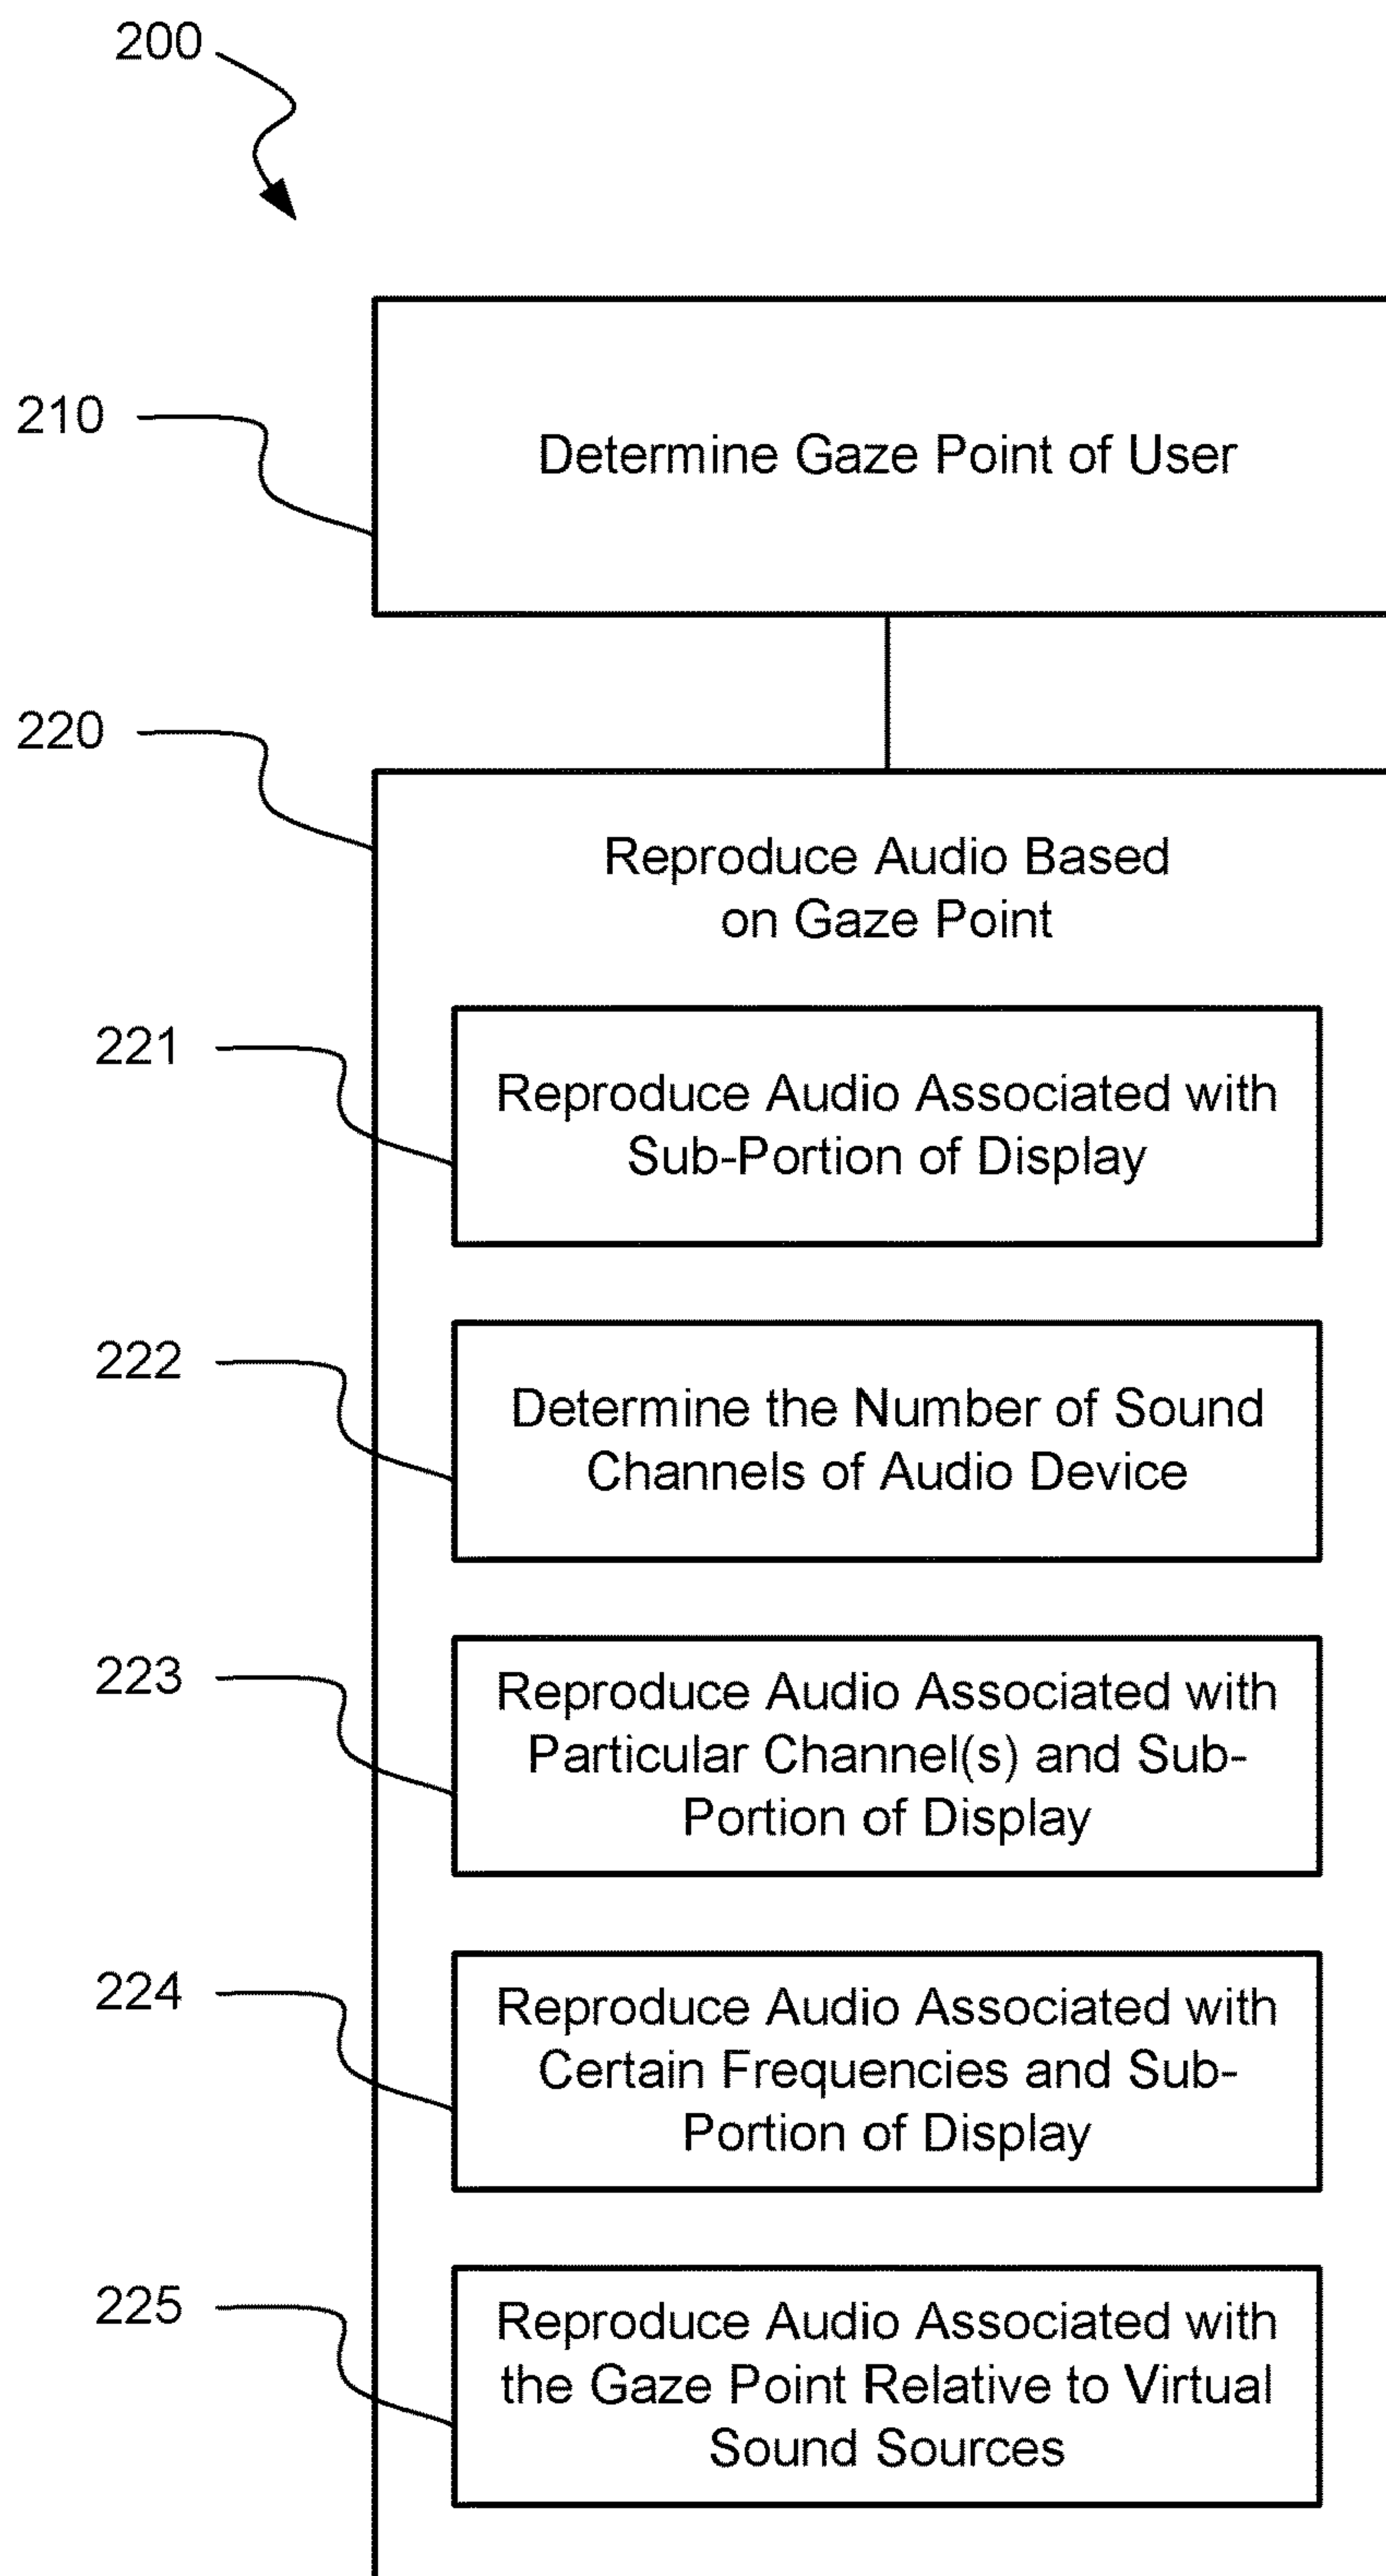 200
210
Determine Gaze Point of User
220
Reproduce Audio Based
on Gaze Point
221
Reproduce Audio Associated with
Sub-Portion of Display
222
Determine the Number of Sound
Channels of Audio Device
223
Reproduce Audio Associated with
Particular Channel(s) and Sub-
Portion of Display
224
Reproduce Audio Associated with
Certain Frequencies and Sub-
Portion of Display
225
Reproduce Audio Associated with
the Gaze Point Relative to Virtual
Sound Sources